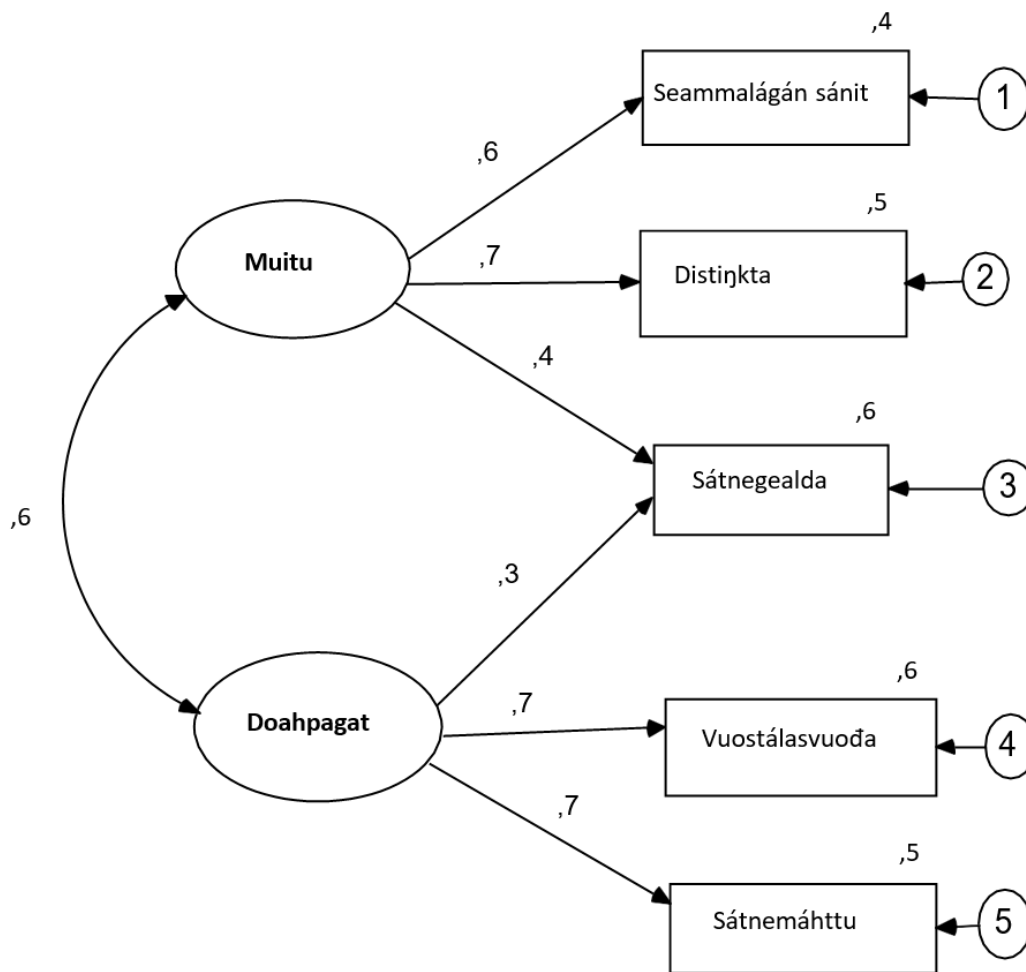 ,4
Seammalágán sánit
1
,6
,5
Muitu
,7
Distiŋkta
2
,4
,6
Sátnegealda
3
,6
,3
,6
Doahpagat
,7
Vuostálasvuođa
4
,7
,5
Sátnemáhttu
5